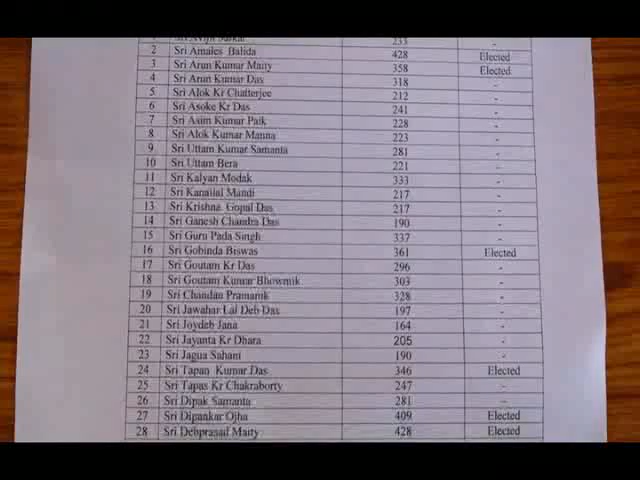 1 Sri Avijit Sarkar 233 -
2 Sri Amales Balida 428 Elected
3 Sri Arun Kumar Maity 358 Elected
4 Sri Arun Kumar Das 318 -
5 Sri Alok Kr Chatterjee 212 -
6 Sri Asoke Kr Das 241 -
7 Sri Asim Kumar Paik 228 -
8 Sri Alok Kumar Manna 223 -
9 Sri Uttam Kumar Samanta 281 -
10 Sri Uttam Bera 221 -
11 Sri Kalyan Modak 333 -
12 Sri Kanailal Mandi 217 -
13 Sri Krishna Gopal Das 217 -
14 Sri Ganesh Chandra Das 190 -
15 Sri Guru Pada Singh 337 -
16 Sri Gobinda Biswas 361 Elected
17 Sri Goutam Kr Das 296 -
18 Sri Goutam Kumar Bhowmik 303 -
19 Sri Chandan Pramanik 328 -
20 Sri Jawahar Lal Deb Das 197 -
21 Sri Joydeb Jana 164 -
22 Sri Jayanta Kr Dhara 205 -
23 Sri Jagua Sahani 190 -
24 Sri Tapan Kumar Das 346 Elected
25 Sri Tapas Kr Chakraborty 247 -
26 Sri Dipak Samanta 281 -
27 Sri Dipankar Ojha 409 Elected
28 Sri Debprasad Maity 428 Elected